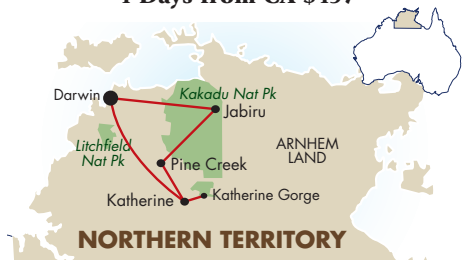 Darwin
Kakadu Nat Pk
Jabiru
Litchfield
Nat Pk
ARNHEM
LAND
Pine Creek
Katherine
Katherine Gorge
NORTHERN TERRITORY